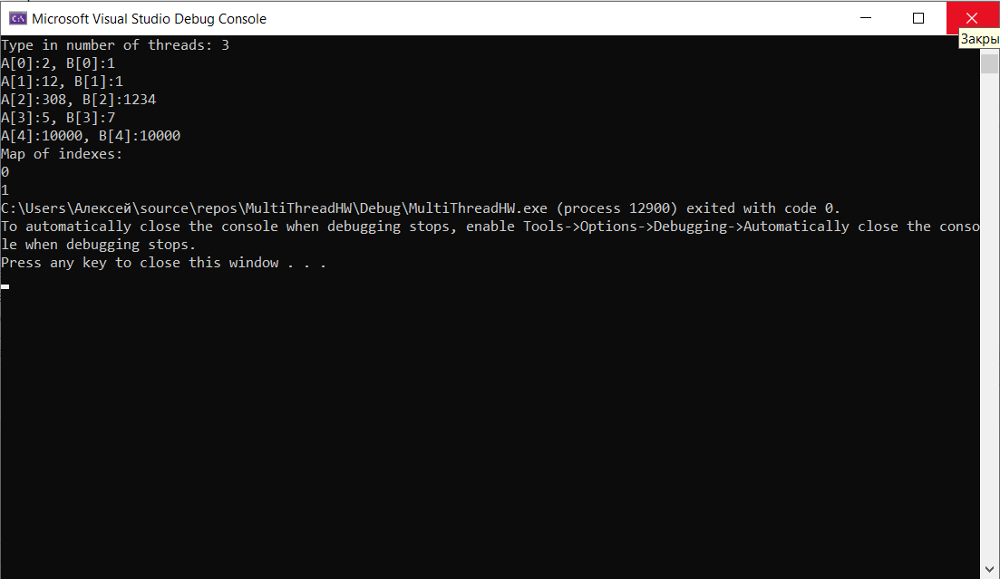 Microsoft Visual Studio Debug Console
Закры
Type in number of threads: 3
A[0]:2, B[0]:1
A[1]:12, B[1]:1
A[2]:308, B[2]:1234
A[3]:5, B[3]:7
A[4]:10000, B[4]:10000
Map of indexes:
0
1
C:\Users\Алексей\source\repos\MultiThreadHW\Debug\MultiThreadHW.exe (process 12900) exited with code 0.
To automatically close the console when debugging stops, enable Tools->Options->Debugging->Automatically close the conso
le when debugging stops.
Press any key to close this window . . .